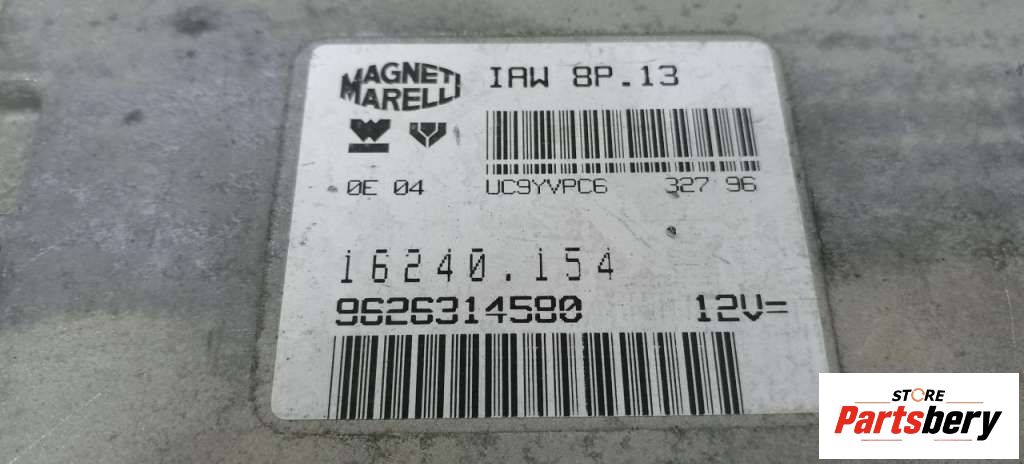 MAGNETI
MARELLI
IAW 8P.13
0E 04
UC9YVPC6 327 96
16240.154
9626314580 12V=
STORE
Partsbery